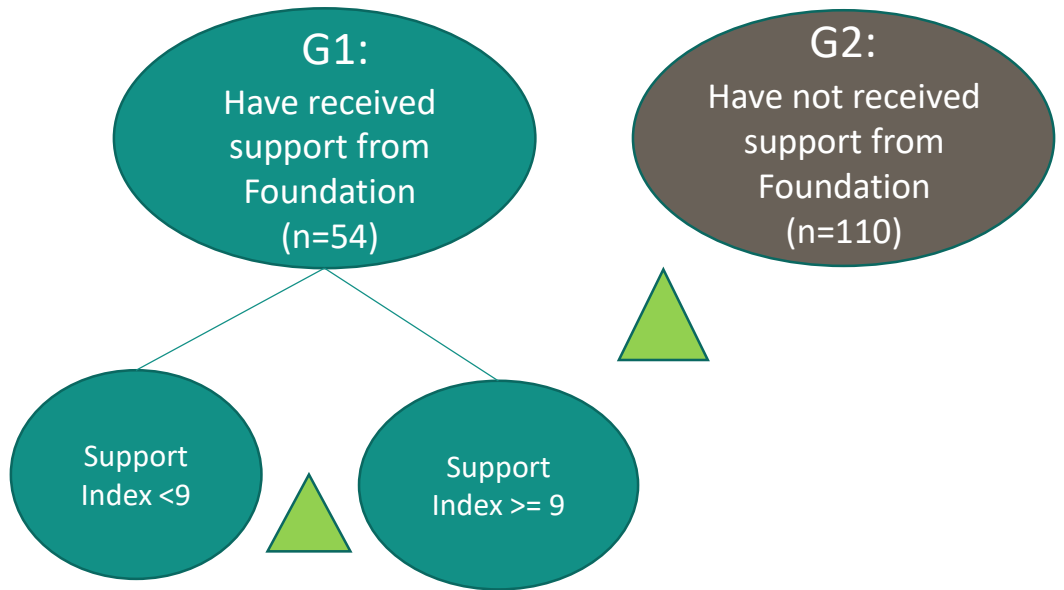 G1:
Have received
support from
Foundation
(n=54)
G2:
Have not received
support from
Foundation
(n=110)
Support
Index <9
Support
Index >= 9